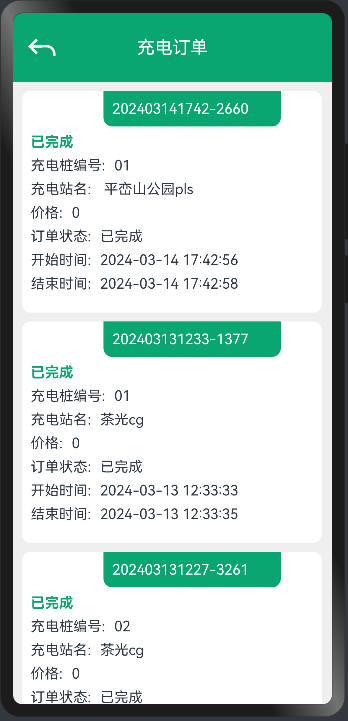 充电订单
202403141742-2660
已完成
充电桩编号: 01
充电站名: 平峦山公园pls
价格: 0
订单状态: 已完成
开始时间: 2024-03-14 17:42:56
结束时间: 2024-03-14 17:42:58
202403131233-1377
已完成
充电桩编号: 01
充电站名: 茶光cg
价格: 0
订单状态: 已完成
开始时间: 2024-03-13 12:33:33
结束时间: 2024-03-13 12:33:35
202403131227-3261
已完成
充电桩编号: 02
充电站名: 茶光cg
价格: 0
订单状态: 已完成